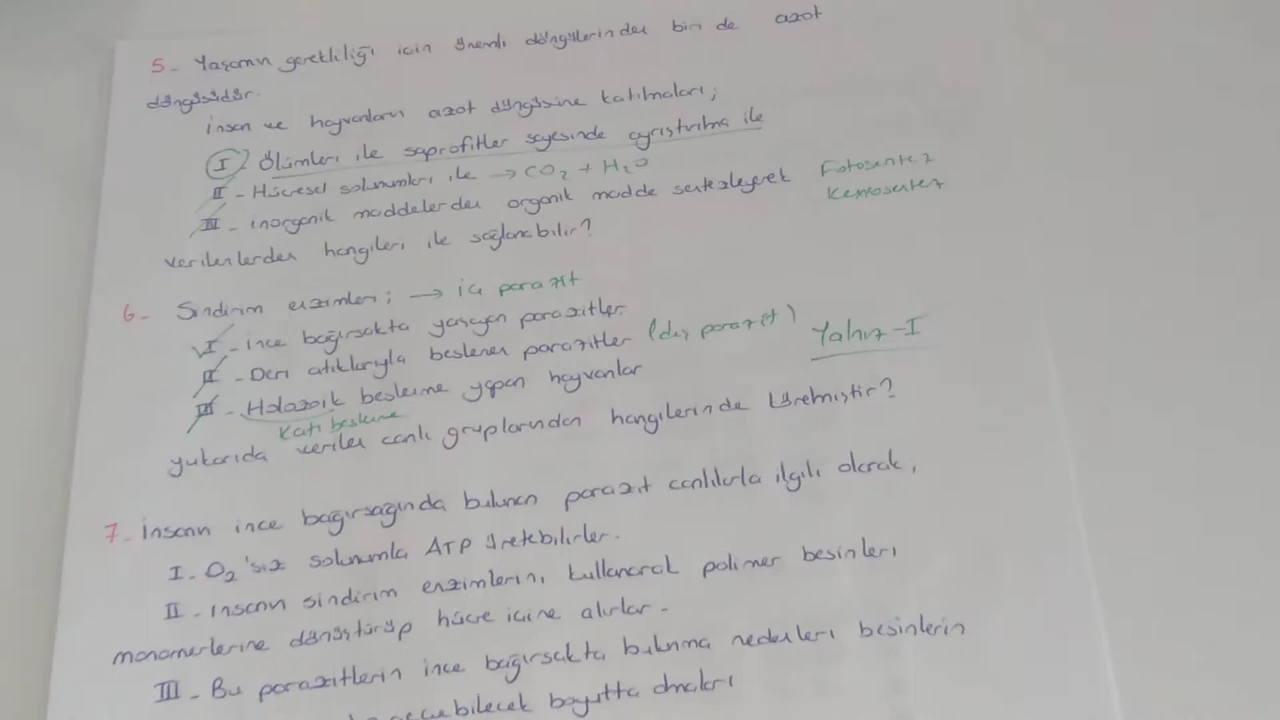 5- Yaşamın gerekliliği için önemli döngülerinden biri de azot
döngüsüdür.
İnsan ve hayvanların azot döngüsüne katılmaları;
I- Ölümleri ile saprofitler sayesinde ayrıştırılma ile
II- Hücresel solunumları ile → CO2 + H2O
III- inorganik maddelerden organik madde sentezleyerek Fotosentez
Kemosentez
verilenlerden hangileri ile sağlanabilir?
6- Sindirim enzimleri; → iç parazit
I- ince bağırsakta yaşayan parazitler
II- Deri atıklarıyla beslenen parazitler (dış parazit) Yalnız-I
III- Holozoik beslenme yapan hayvanlar
Katı beslenme
yukarıda verilen canlı gruplarından hangilerinde üremiştir?
7- İnsanın ince bağırsağında bulunan parazit canlılarla ilgili olarak,
I- O2'siz solunumla ATP üretebilirler.
II- insanın sindirim enzimlerini kullanarak polimer besinleri
monomerlerine dönüştürüp hücre içine alırlar.
III- Bu parazitlerin ince bağırsakta bulunma nedenleri besinlerin
geçebilecek boyutta olmaları